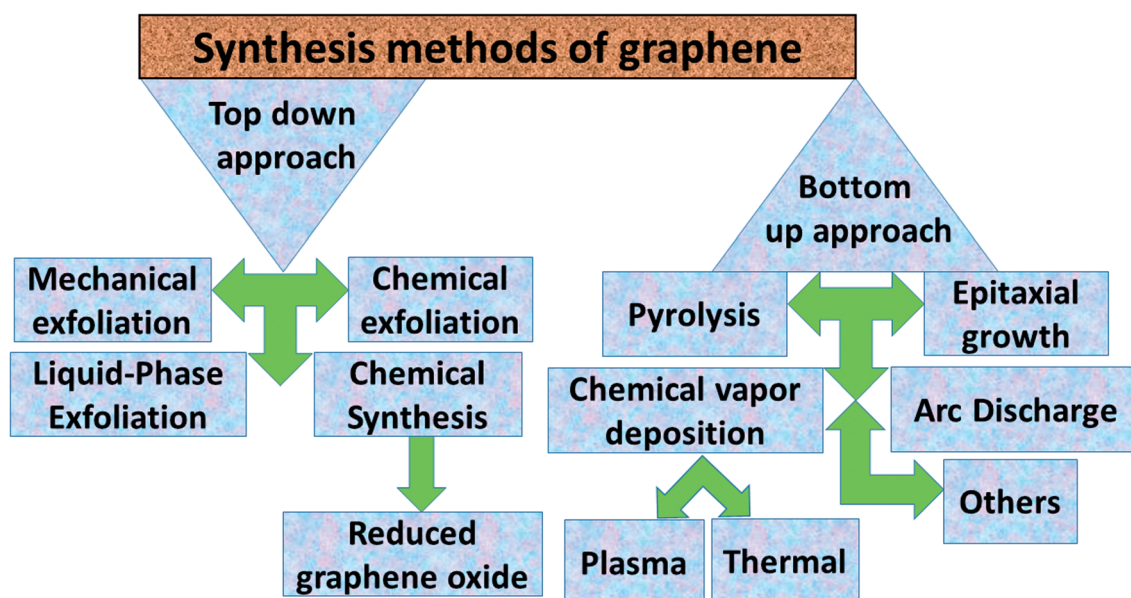 Synthesis methods of graphene
Top down
approach
Bottom
up approach
Mechanical
exfoliation
Chemical
exfoliation
Liquid-Phase
Exfoliation
Chemical
Synthesis
Reduced
graphene oxide
Pyrolysis
Epitaxial
growth
Chemical vapor
deposition
Arc Discharge
Others
Plasma
Thermal